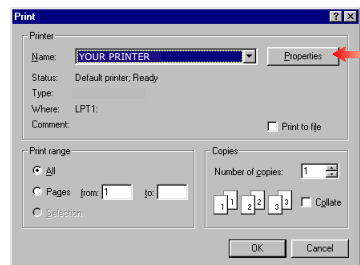 Print
Printer
Name: YOUR PRINTER Properties
Status: Default printer; Ready
Type:
Where: LPT1:
Comment: Print to file
Print range
All
Pages from: 1 to:
Selection
Copies
Number of copies: 1
1 1 2 2 3 3 Collate
OK Cancel